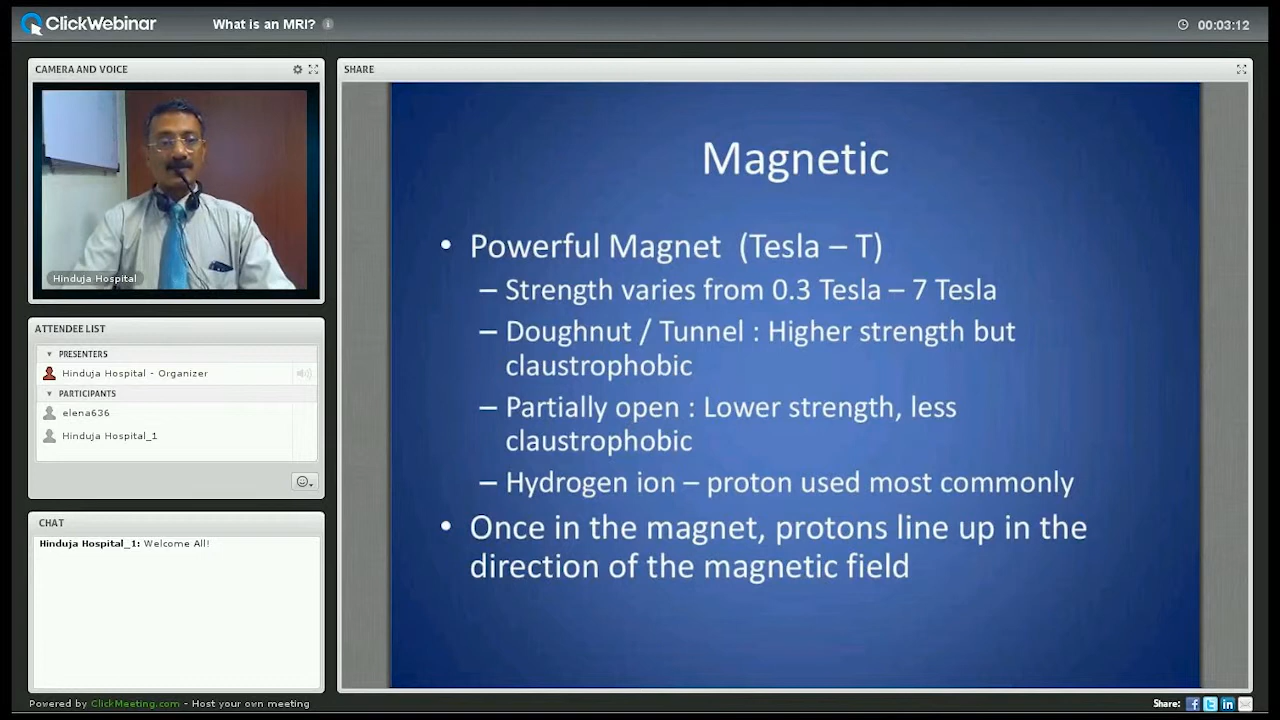 ClickWebinar
What is an MRI?
00:03:12
CAMERA AND VOICE
Hinduja Hospital
ATTENDEE LIST
PRESENTERS
Hinduja Hospital - Organizer
PARTICIPANTS
elena636
Hinduja Hospital_1
CHAT
Hinduja Hospital_1: Welcome All!
SHARE
Magnetic
• Powerful Magnet (Tesla – T)
– Strength varies from 0.3 Tesla – 7 Tesla
– Doughnut / Tunnel : Higher strength but
claustrophobic
– Partially open : Lower strength, less
claustrophobic
– Hydrogen ion – proton used most commonly
• Once in the magnet, protons line up in the
direction of the magnetic field
Powered by ClickMeeting.com - Host your own meeting
Share: